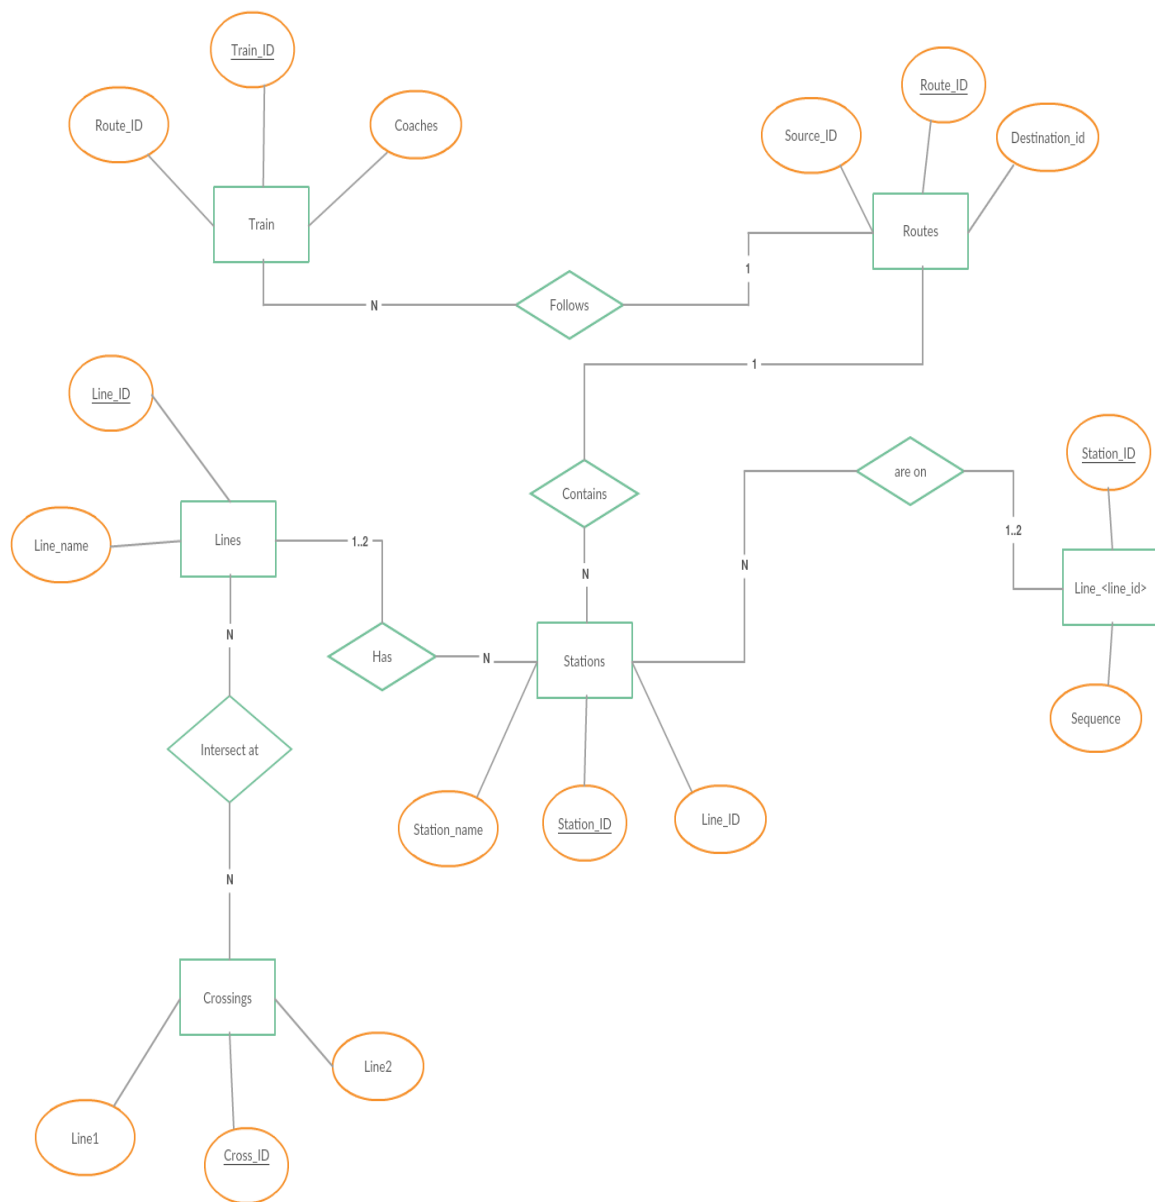 Train_ID
Route_ID
Coaches
Train
Route_ID
Source_ID
Destination_id
Routes
N
Follows
1
1
Line_ID
Line_name
Lines
1..2
Contains
are on
Station_ID
N
1..2
Line_<line_id>
N
N
Has
N
Stations
Sequence
Intersect at
Station_name
Station_ID
Line_ID
N
Crossings
Line2
Line1
Cross_ID